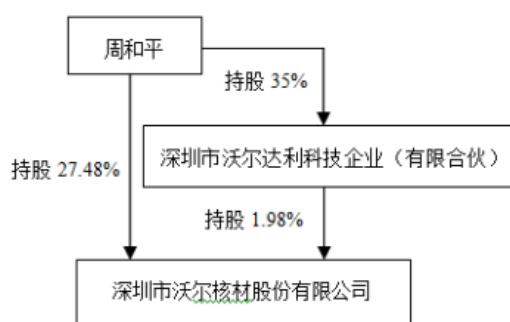 周和平
持股 35%
深圳市沃尔达利科技企业（有限合伙）
持股 27.48%
持股 1.98%
深圳市沃尔核材股份有限公司